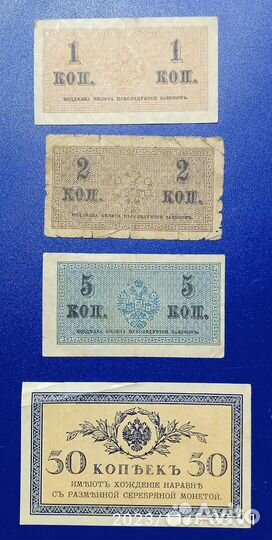 1 1
КОП. КОП.
ПОДДѢЛКА БИЛЕТА ПРЕСЛѢДУЕТСЯ ЗАКОНОМЪ.
2 2
КОП. КОП.
ПОДДѢЛКА БИЛЕТА ПРЕСЛѢДУЕТСЯ ЗАКОНОМЪ.
5 5
КОП. КОП.
ПОДДѢЛКА БИЛЕТА ПРЕСЛѢДУЕТСЯ ЗАКОНОМЪ.
50 КОПѢЕКЪ 50
ИМѢЮТЪ ХОЖДЕНІЕ НАРАВНѢ
СЪ РАЗМѢННОЙ СЕРЕБРЯНОЙ МОНЕТОЙ.
Avito